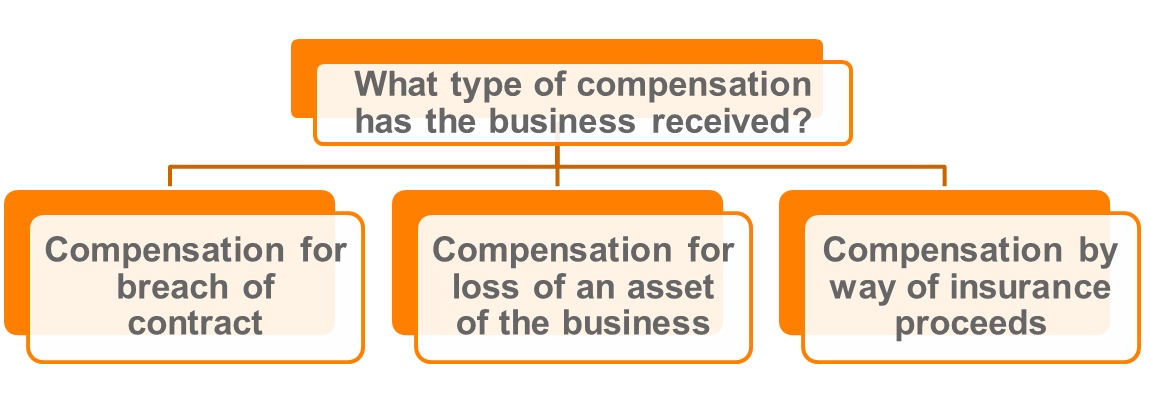 What type of compensation
has the business received?
Compensation for
breach of
contract
Compensation for
loss of an asset
of the business
Compensation by
way of insurance
proceeds